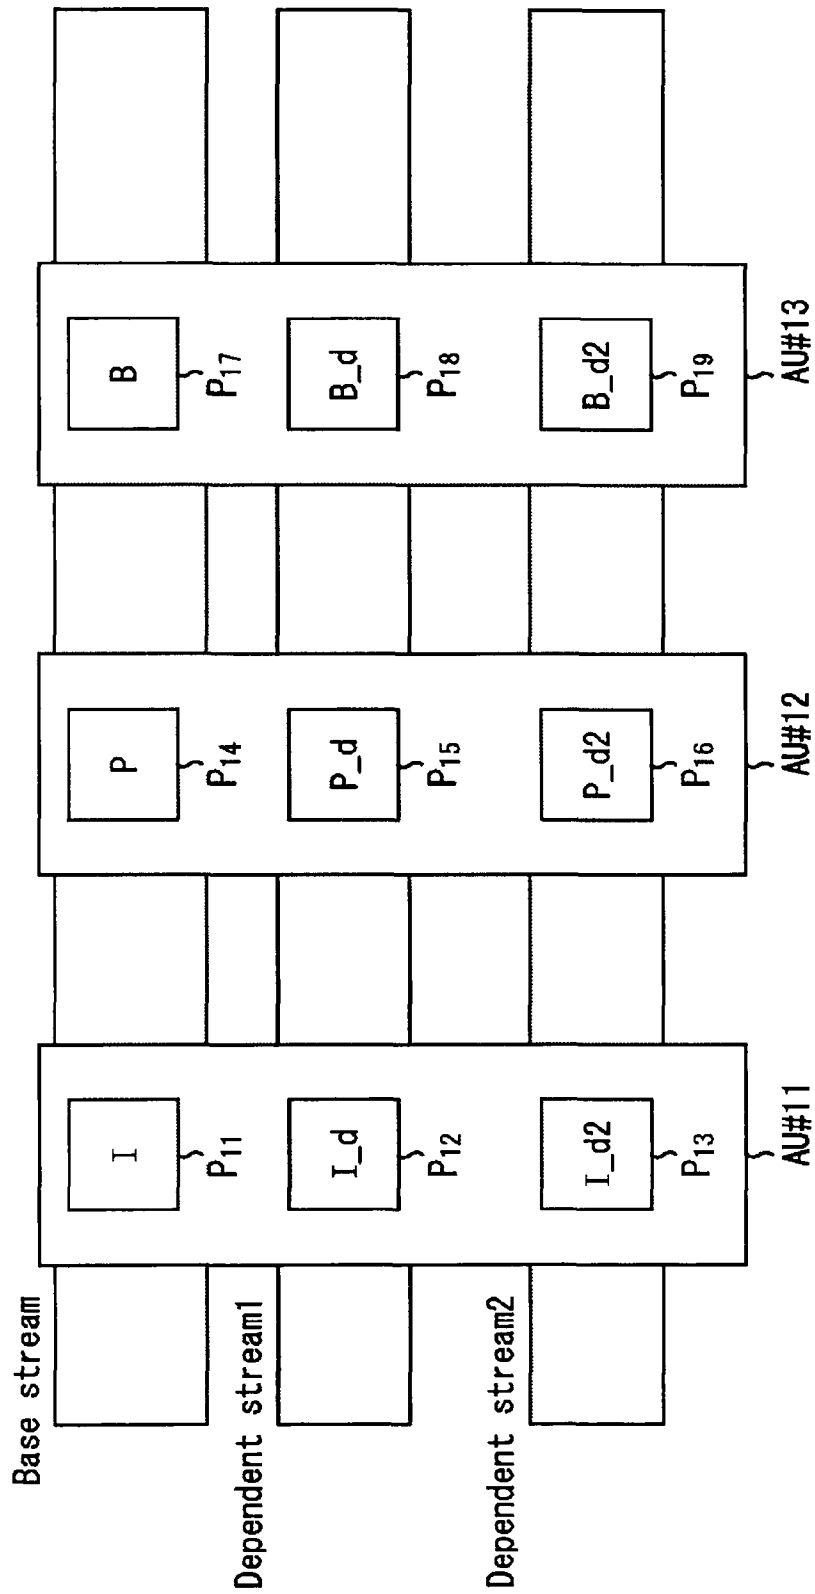 Base stream
I
P
B
P11
P14
P17
Dependent stream1
I_d
P_d
B_d
P12
P15
P18
Dependent stream2
I_d2
P_d2
B_d2
P13
P16
P19
AU#11
AU#12
AU#13